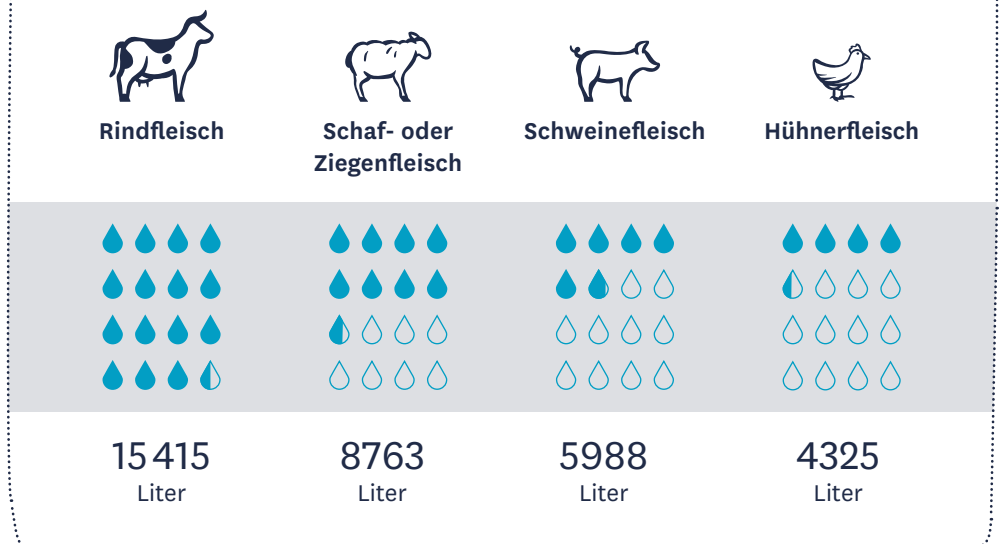 Rindfleisch
Schaf- oder
Ziegenfleisch
Schweinefleisch
Hühnerfleisch
15 415
Liter
8763
Liter
5988
Liter
4325
Liter